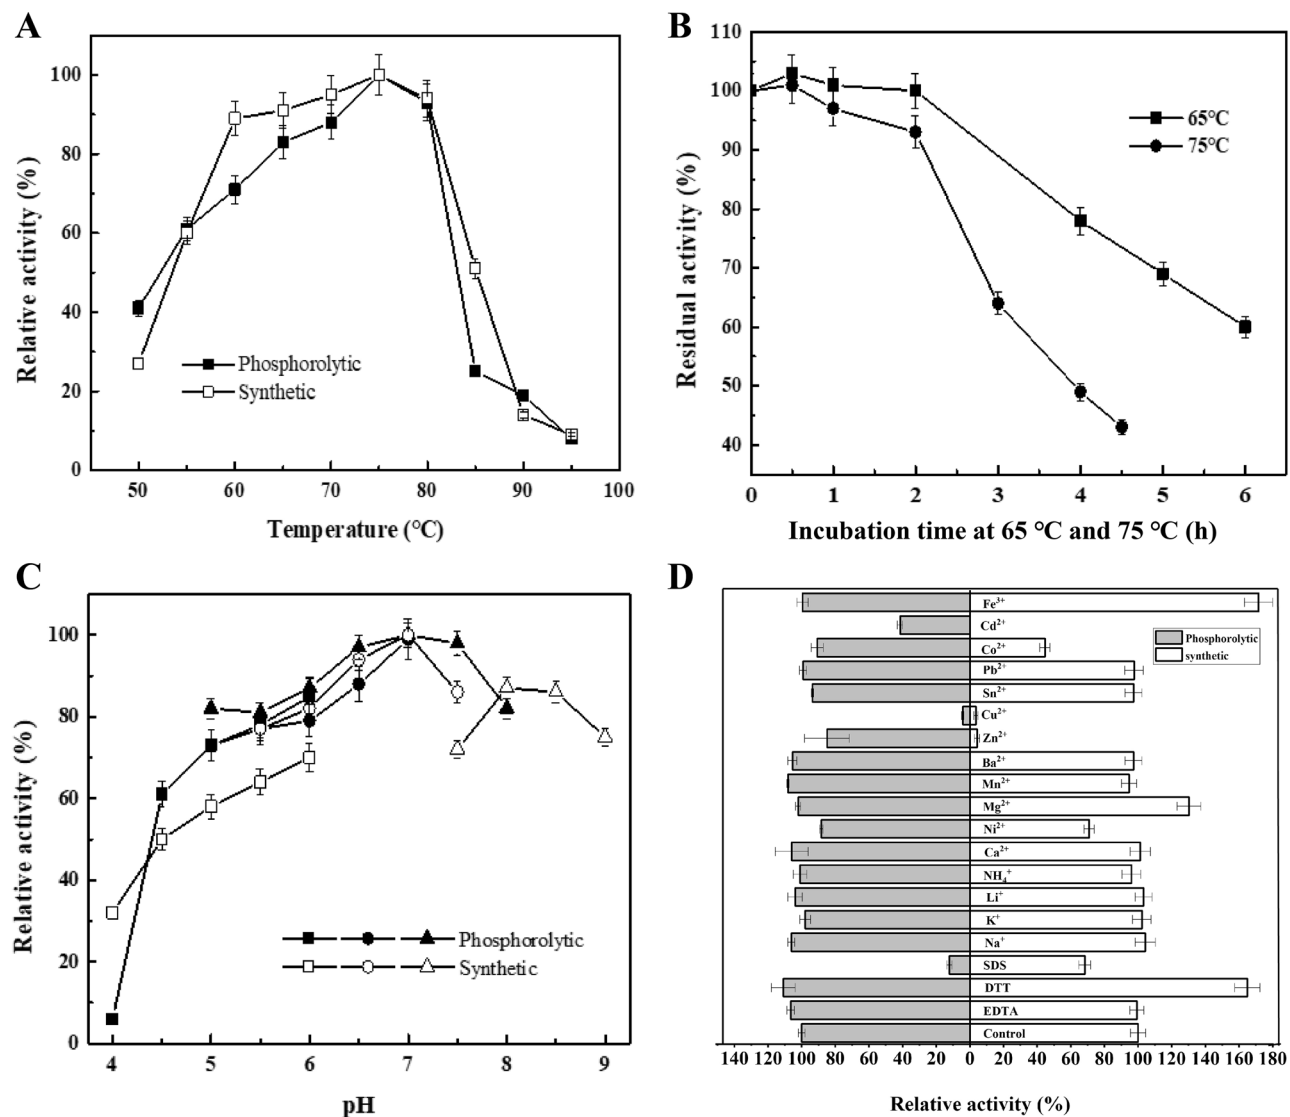 A
Relative activity (%)
100
80
60
40
20
0
Phosphorolytic
Synthetic
50
60
70
80
90
100
Temperature (°C)
B
Residual activity (%)
110
100
90
80
70
60
50
40
65°C
75°C
0
1
2
3
4
5
6
Incubation time at 65 °C and 75 °C (h)
C
Relative activity (%)
100
80
60
40
20
0
Phosphorolytic
Synthetic
4
5
6
7
8
9
pH
D
Fe³⁺
Cd²⁺
Co²⁺
Pb²⁺
Sn²⁺
Cu²⁺
Zn²⁺
Ba²⁺
Mn²⁺
Mg²⁺
Ni²⁺
Ca²⁺
NH₄⁺
Li⁺
K⁺
Na⁺
SDS
DTT
EDTA
Control
Phosphorolytic
synthetic
140 120 100 80 60 40 20 0 20 40 60 80 100 120 140 160 180
Relative activity (%)